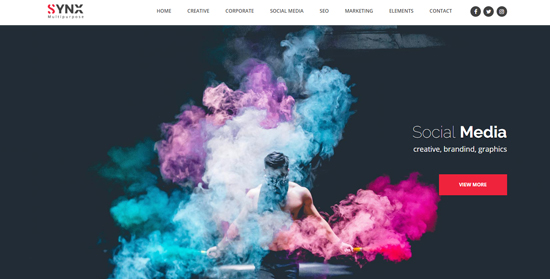 SYNX
Multipurpose
HOME CREATIVE CORPORATE SOCIAL MEDIA SEO MARKETING ELEMENTS CONTACT
Social Media
creative, brandind, graphics
VIEW MORE